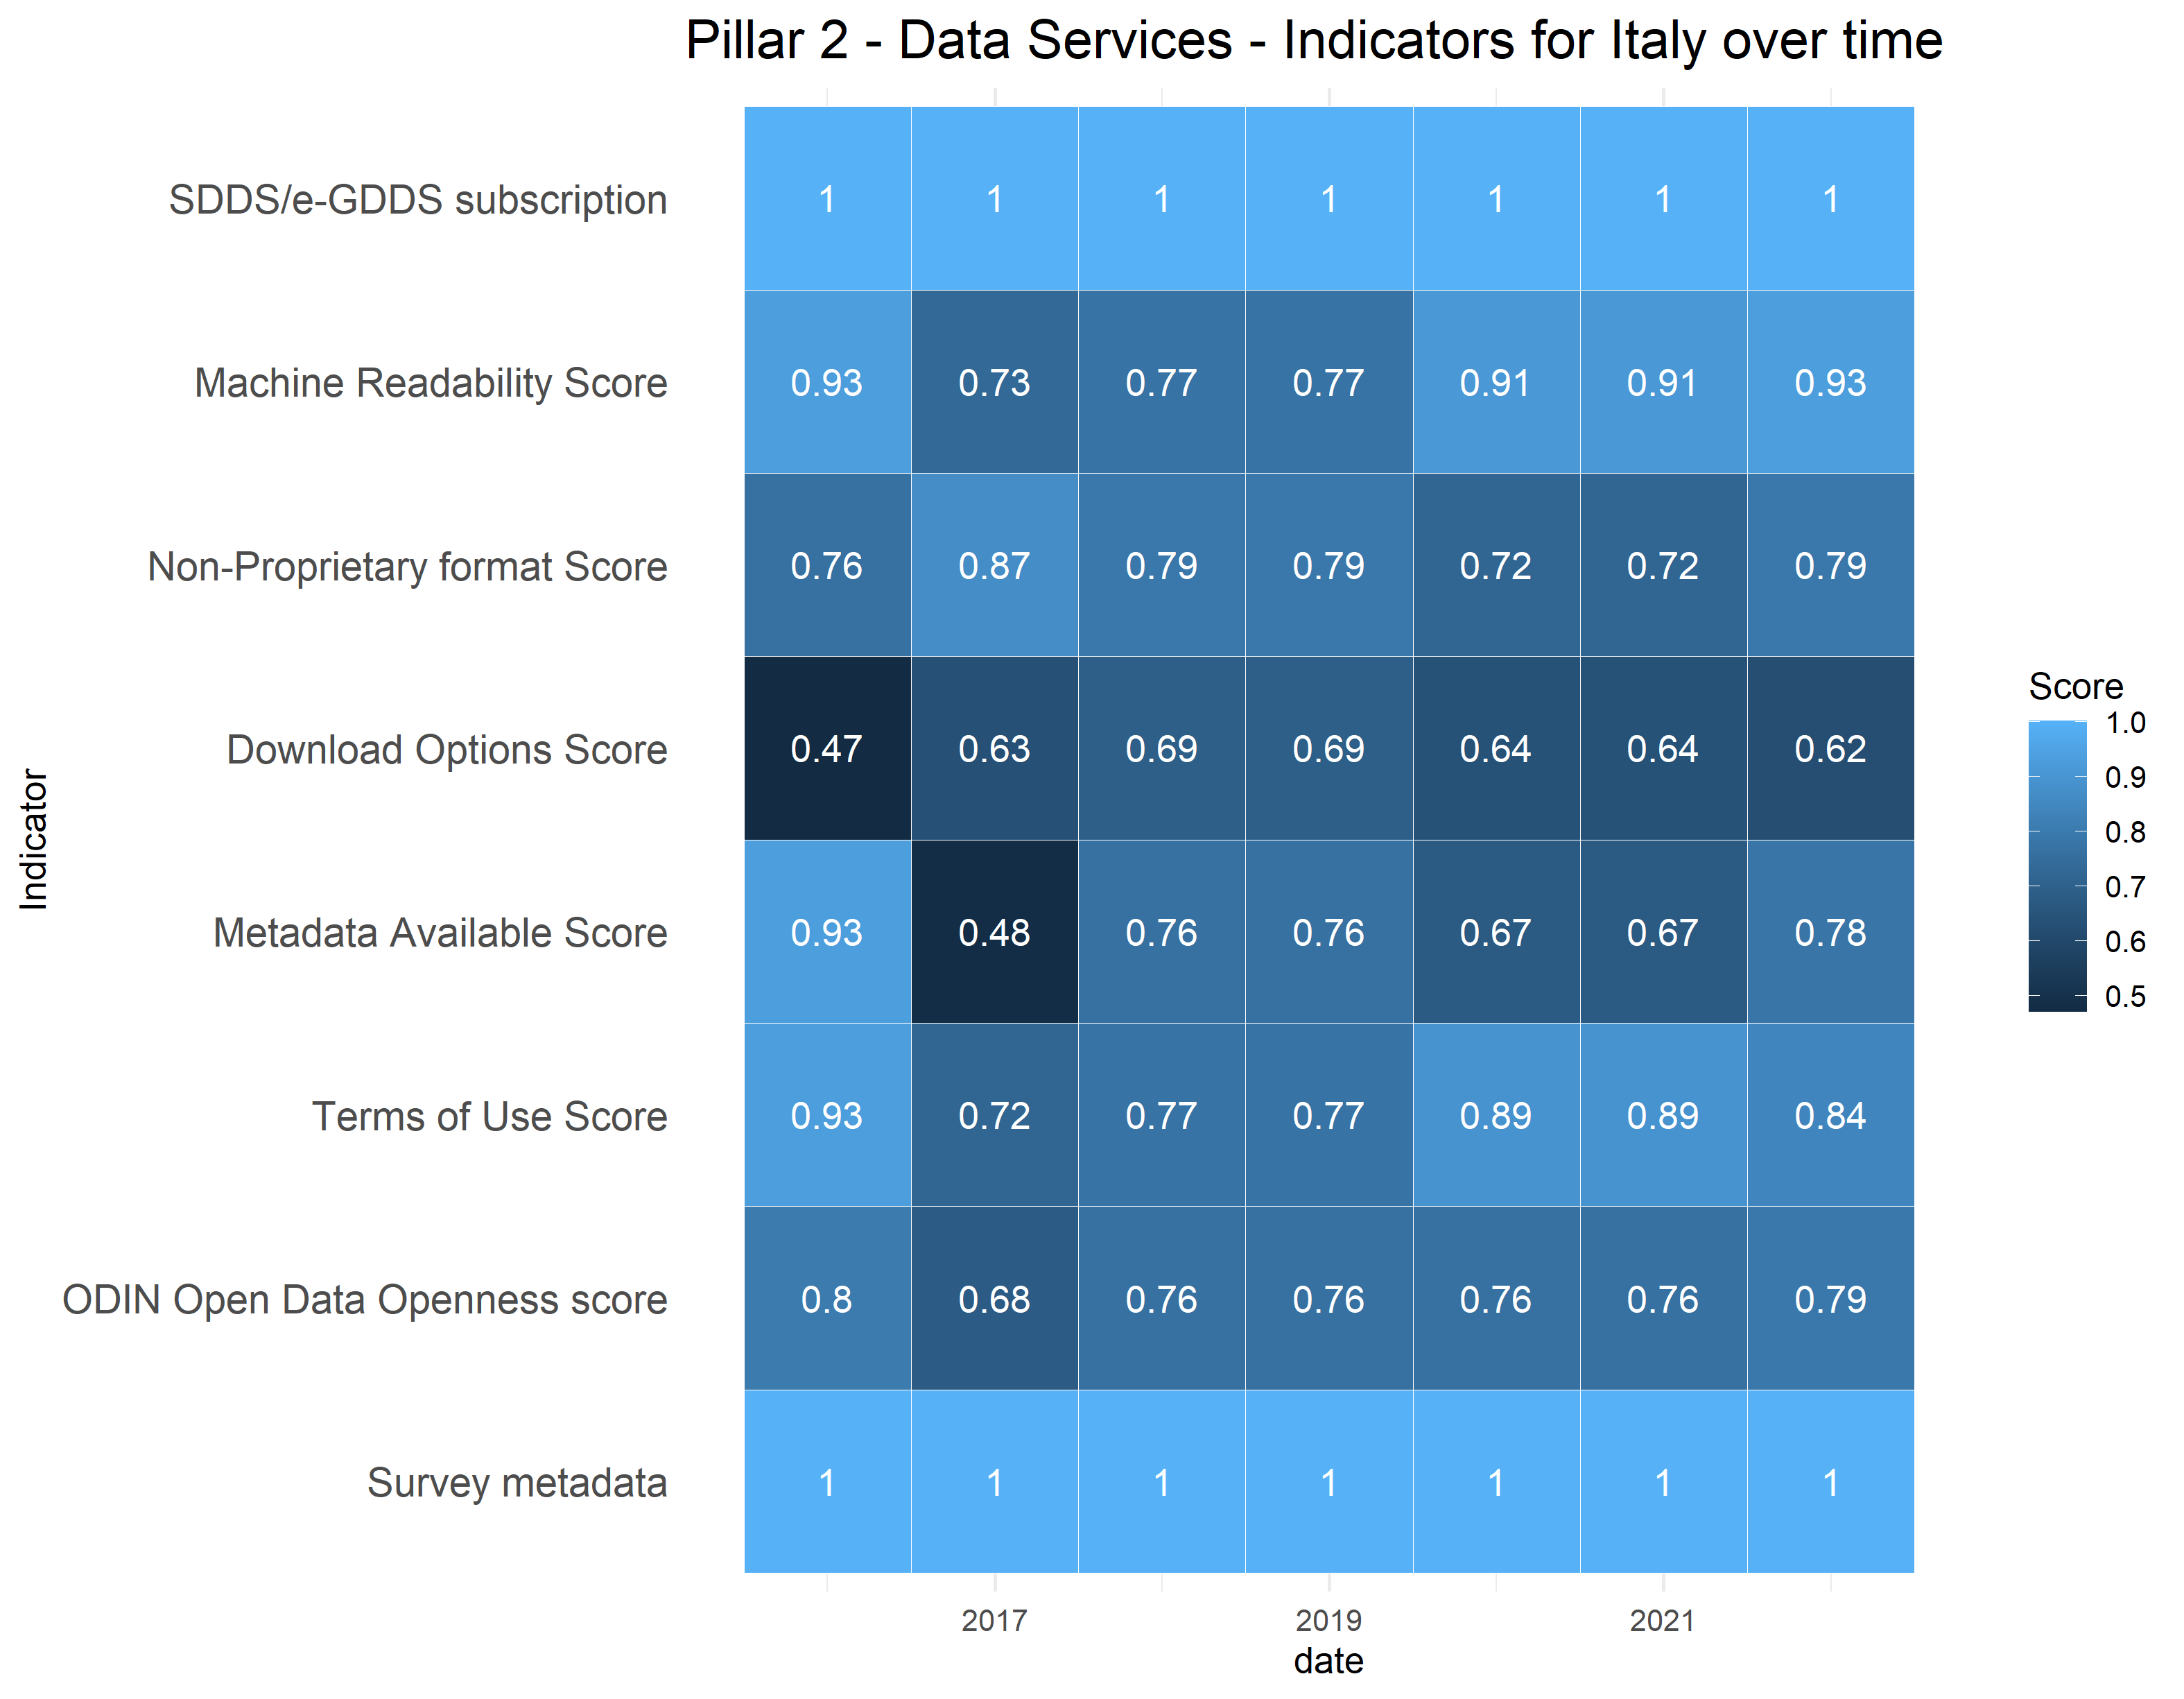 Pillar 2 - Data Services - Indicators for Italy over time
SDDS/e-GDDS subscription 1 1 1 1 1 1 1
Machine Readability Score 0.93 0.73 0.77 0.77 0.91 0.91 0.93
Non-Proprietary format Score 0.76 0.87 0.79 0.79 0.72 0.72 0.79
Download Options Score 0.47 0.63 0.69 0.69 0.64 0.64 0.62
Metadata Available Score 0.93 0.48 0.76 0.76 0.67 0.67 0.78
Terms of Use Score 0.93 0.72 0.77 0.77 0.89 0.89 0.84
ODIN Open Data Openness score 0.8 0.68 0.76 0.76 0.76 0.76 0.79
Survey metadata 1 1 1 1 1 1 1
Indicator
2017 2019 2021
date
Score
1.0
0.9
0.8
0.7
0.6
0.5